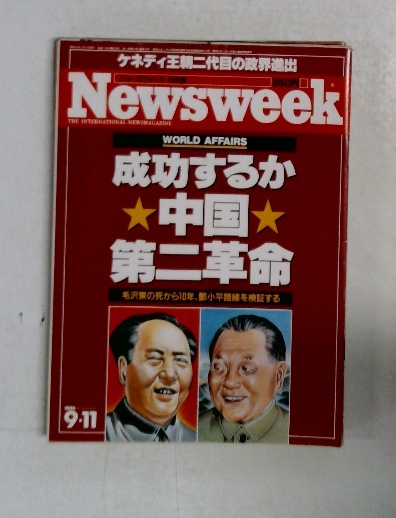 ケネディ王朝二代目の政界進出
Newsweek
THE INTERNATIONAL NEWSMAGAZINE
WORLD AFFAIRS
成功するか
★中国★
第二革命
毛沢東の死から10年、鄧小平路線を検証する
9・11